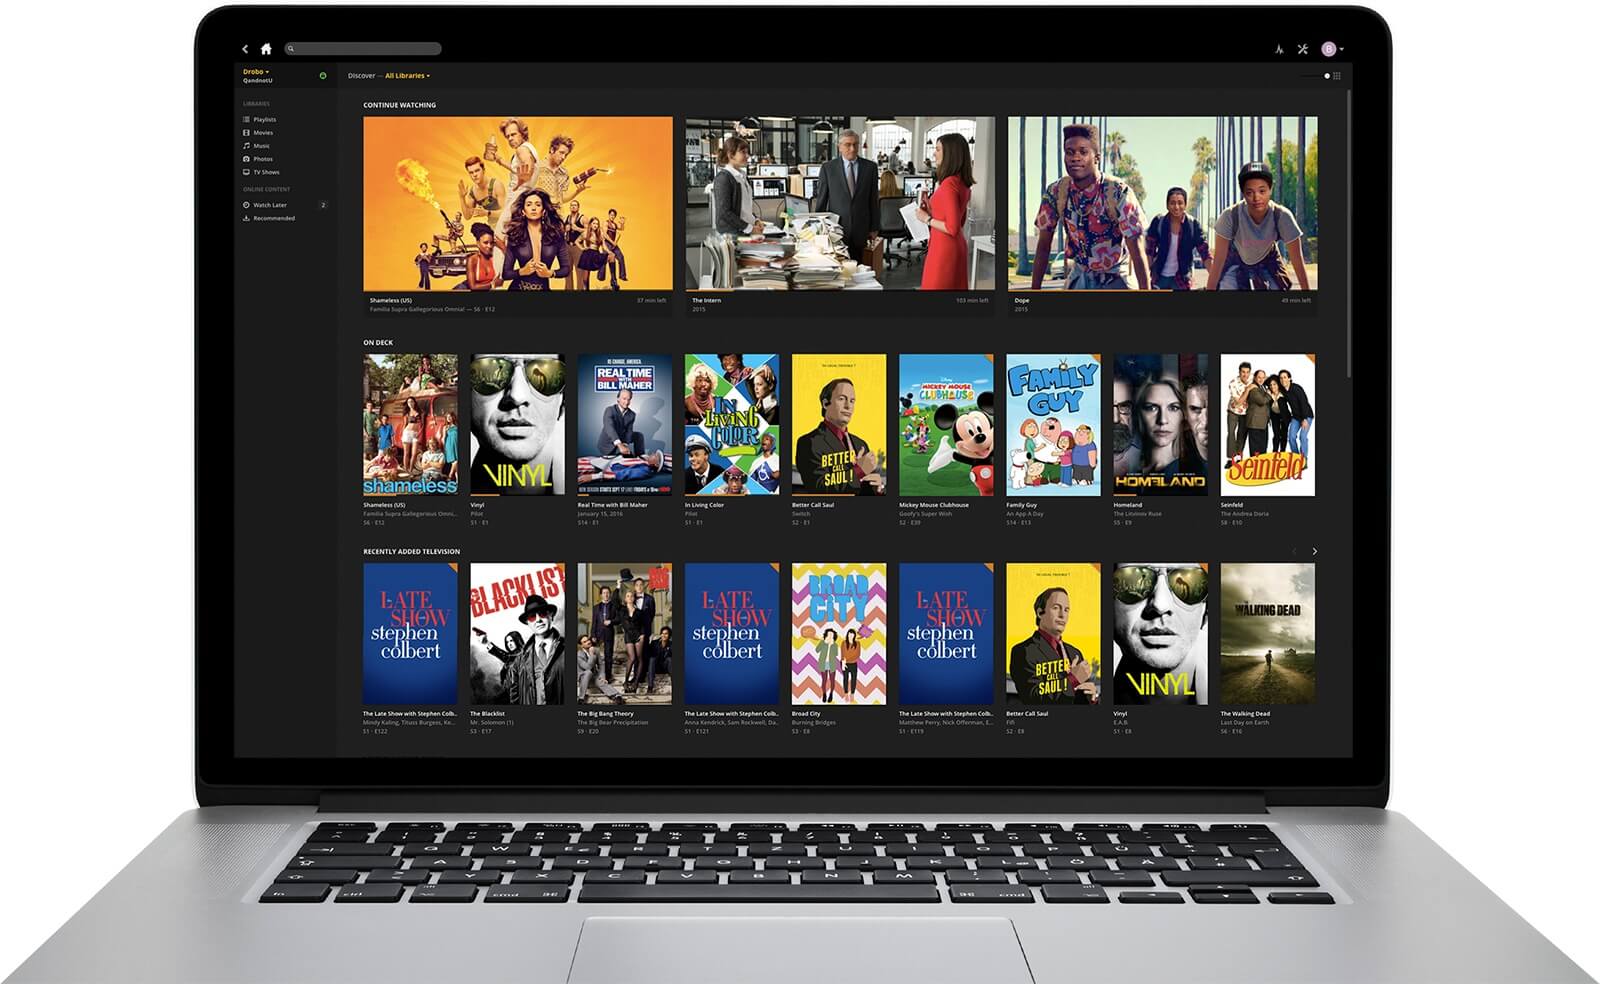 B
Drobo
QandnotU
Discover — All Libraries
LIBRARIES
Playlists
Movies
Music
Photos
TV Shows
ONLINE CONTENT
Watch Later 2
Recommended
CONTINUE WATCHING
Shameless (US) 37 min left
Familia Supra Gallegorious Omnia! — S6 · E12
The Intern 103 min left
2015
Dope 49 min left
2015
ON DECK
shameless
VINYL
REAL TIME
WITH
BILL MAHER
IN
LIVING
COLOR
BETTER
CALL
SAUL!
MICKEY MOUSE
CLUBHOUSE
FAMILY
GUY
HOMELAND
Seinfeld
Shameless (US)
Familia Supra Gallegorious Omni...
S6 · E12
Vinyl
Pilot
S1 · E1
Real Time with Bill Maher
January 15, 2016
S14 · E1
In Living Color
Pilot
S1 · E1
Better Call Saul
Switch
S2 · E1
Mickey Mouse Clubhouse
Goofy's Super Wish
S2 · E39
Family Guy
An App A Day
S14 · E13
Homeland
The Litvinov Ruse
S5 · E9
Seinfeld
The Andrea Doria
S8 · E10
RECENTLY ADDED TELEVISION
LATE
SHOW
stephen
colbert
BLACKLIST
LATE
SHOW
stephen
colbert
BROAD
CITY
LATE
SHOW
stephen
colbert
BETTER
CALL
SAUL!
VINYL
WALKING DEAD
The Late Show with Stephen Colb..
Mindy Kaling, Tituss Burgess, Ke...
S1 · E122
The Blacklist
Mr. Solomon (1)
S3 · E17
The Big Bang Theory
The Big Bear Precipitation
S9 · E20
The Late Show with Stephen Colb..
Anna Kendrick, Sam Rockwell, Da...
S1 · E121
Broad City
Burning Bridges
S3 · E8
The Late Show with Stephen Colb..
Matthew Perry, Nick Offerman, E...
S1 · E119
Better Call Saul
Fifi
S2 · E8
Vinyl
E.A.B.
S1 · E8
The Walking Dead
Last Day on Earth
S6 · E16
Q W E R T Z U I O P Ü
A S D F G H J K L Ö Ä
Y X C V B N M
fn ctrl alt cmd ⌘ ⌘ cmd alt